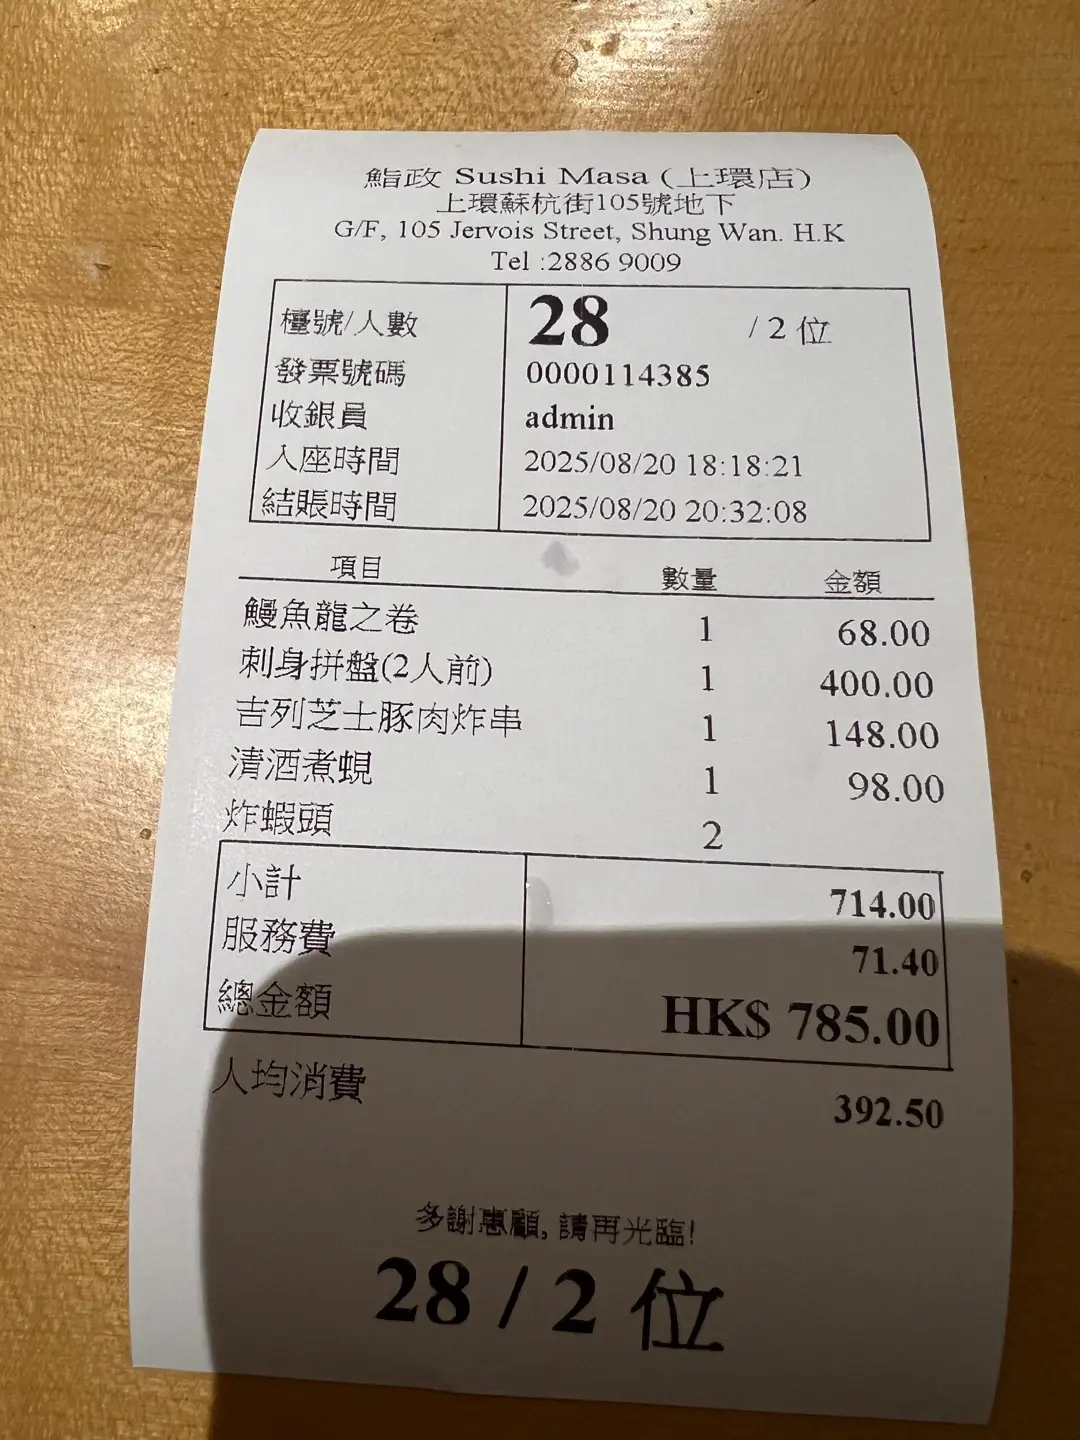 鮨政 Sushi Masa (上環店)
上環蘇杭街105號地下
G/F, 105 Jervois Street, Shung Wan. H.K
Tel :2886 9009
檯號/人數 28 / 2 位
發票號碼 0000114385
收銀員 admin
入座時間 2025/08/20 18:18:21
結賬時間 2025/08/20 20:32:08
項目 數量 金額
鰻魚龍之卷 1 68.00
刺身拼盤(2人前) 1 400.00
吉列芝士豚肉炸串 1 148.00
清酒煮蜆 1 98.00
炸蝦頭 2
小計 714.00
服務費 71.40
總金額 HK$ 785.00
人均消費 392.50
多謝惠顧, 請再光臨!
28 / 2 位